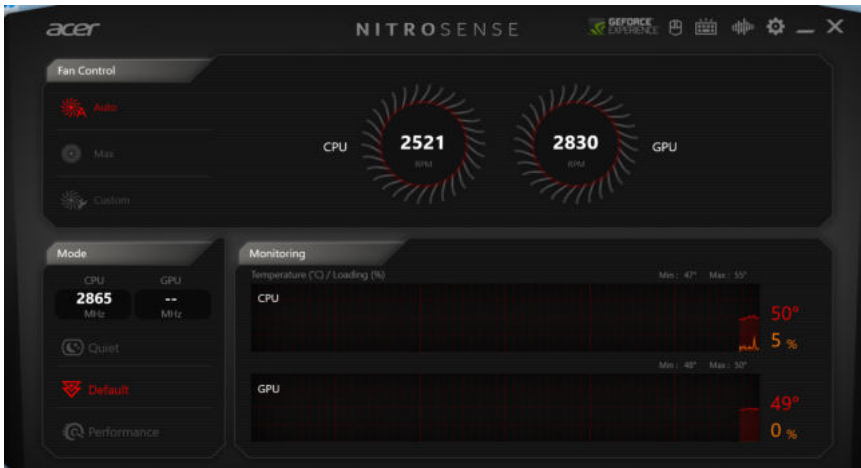 acer
NITROSENSE
GEFORCE
EXPERIENCE
Fan Control
Auto
Max
Custom
CPU
2521
RPM
2830
RPM
GPU
Mode
CPU GPU
2865 --
MHz MHz
Quiet
Default
Performance
Monitoring
Temperature (°C) / Loading (%) Min : 47° Max : 55°
CPU
50°
5 %
Min : 48° Max : 50°
GPU
49°
0 %